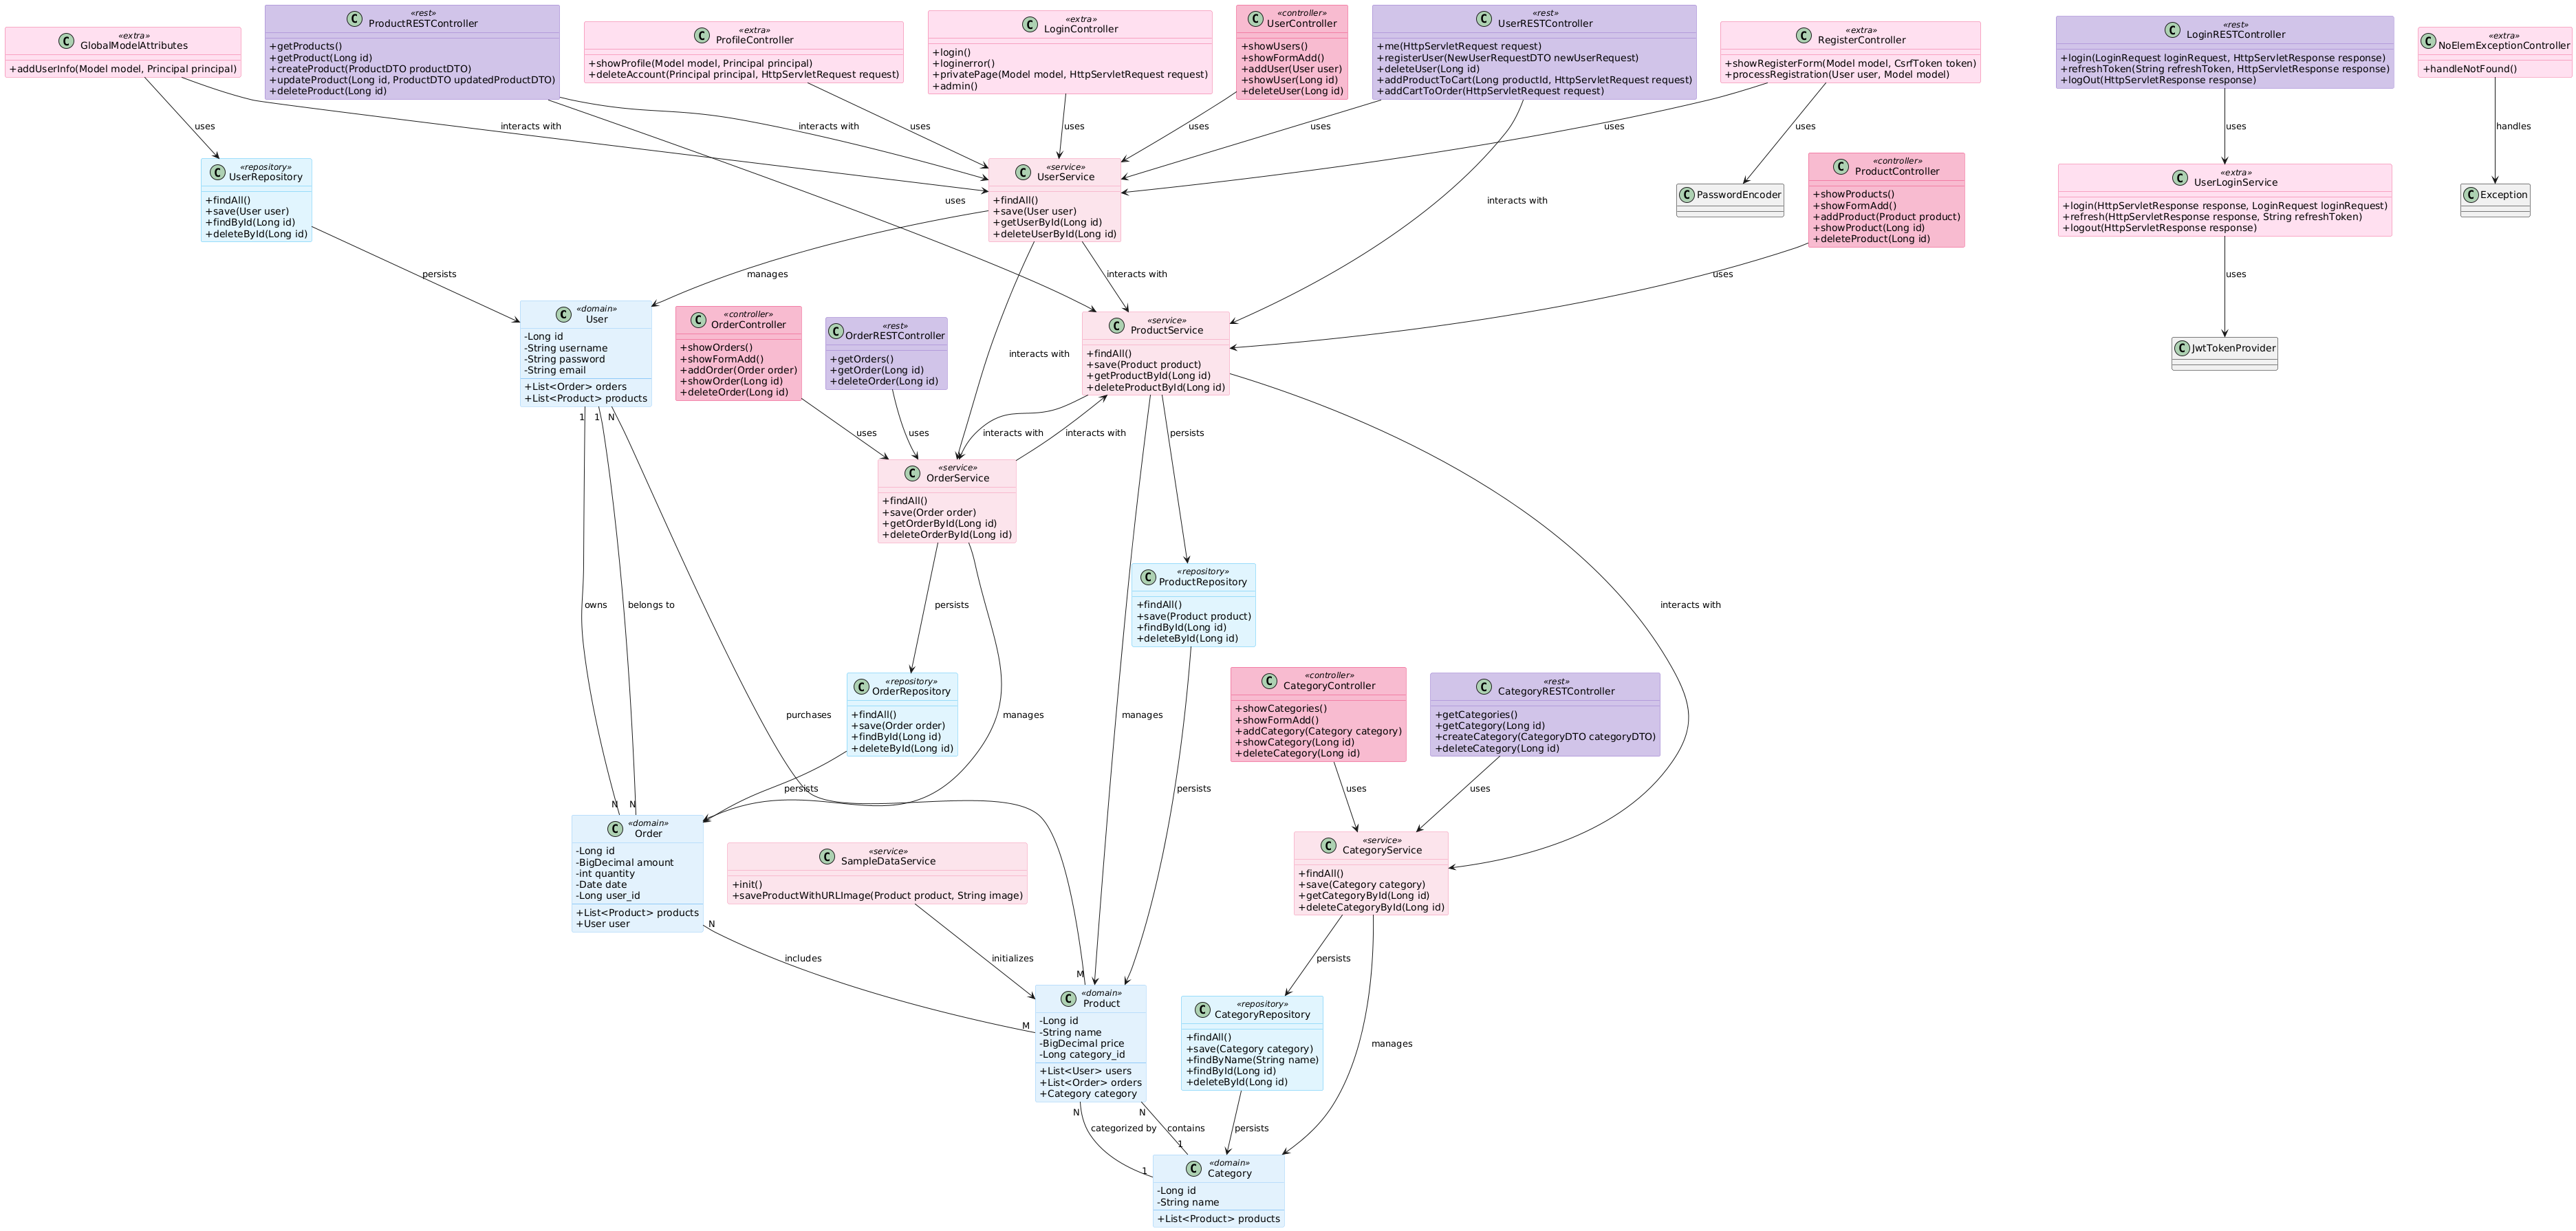 «extra»
GlobalModelAttributes
+addUserInfo(Model model, Principal principal)
«rest»
ProductRESTController
+getProducts()
+getProduct(Long id)
+createProduct(ProductDTO productDTO)
+updateProduct(Long id, ProductDTO updatedProductDTO)
+deleteProduct(Long id)
«extra»
ProfileController
+showProfile(Model model, Principal principal)
+deleteAccount(Principal principal, HttpServletRequest request)
«extra»
LoginController
+login()
+loginerror()
+privatePage(Model model, HttpServletRequest request)
+admin()
«controller»
UserController
+showUsers()
+showFormAdd()
+addUser(User user)
+showUser(Long id)
+deleteUser(Long id)
«rest»
UserRESTController
+me(HttpServletRequest request)
+registerUser(NewUserRequestDTO newUserRequest)
+deleteUser(Long id)
+addProductToCart(Long productId, HttpServletRequest request)
+addCartToOrder(HttpServletRequest request)
«extra»
RegisterController
+showRegisterForm(Model model, CsrfToken token)
+processRegistration(User user, Model model)
«rest»
LoginRESTController
+login(LoginRequest loginRequest, HttpServletResponse response)
+refreshToken(String refreshToken, HttpServletResponse response)
+logOut(HttpServletResponse response)
«extra»
NoElemExceptionController
+handleNotFound()
uses
interacts with
interacts with
uses
uses
uses
uses
uses
uses
uses
handles
«repository»
UserRepository
+findAll()
+save(User user)
+findById(Long id)
+deleteById(Long id)
«service»
UserService
+findAll()
+save(User user)
+getUserById(Long id)
+deleteUserById(Long id)
PasswordEncoder
«controller»
ProductController
+showProducts()
+showFormAdd()
+addProduct(Product product)
+showProduct(Long id)
+deleteProduct(Long id)
«extra»
UserLoginService
+login(HttpServletResponse response, LoginRequest loginRequest)
+refresh(HttpServletResponse response, String refreshToken)
+logout(HttpServletResponse response)
Exception
uses
interacts with
persists
manages
interacts with
uses
uses
«domain»
User
-Long id
-String username
-String password
-String email
+List<Order> orders
+List<Product> products
«controller»
OrderController
+showOrders()
+showFormAdd()
+addOrder(Order order)
+showOrder(Long id)
+deleteOrder(Long id)
«rest»
OrderRESTController
+getOrders()
+getOrder(Long id)
+deleteOrder(Long id)
interacts with
«service»
ProductService
+findAll()
+save(Product product)
+getProductById(Long id)
+deleteProductById(Long id)
JwtTokenProvider
1
1
N
uses
uses
interacts with
interacts with
persists
«service»
OrderService
+findAll()
+save(Order order)
+getOrderById(Long id)
+deleteOrderById(Long id)
«repository»
ProductRepository
+findAll()
+save(Product product)
+findById(Long id)
+deleteById(Long id)
owns
belongs to
persists
interacts with
«repository»
OrderRepository
+findAll()
+save(Order order)
+findById(Long id)
+deleteById(Long id)
«controller»
CategoryController
+showCategories()
+showFormAdd()
+addCategory(Category category)
+showCategory(Long id)
+deleteCategory(Long id)
«rest»
CategoryRESTController
+getCategories()
+getCategory(Long id)
+createCategory(CategoryDTO categoryDTO)
+deleteCategory(Long id)
purchases
manages
manages
persists
persists
uses
uses
N
N
«domain»
Order
-Long id
-BigDecimal amount
-int quantity
-Date date
-Long user_id
+List<Product> products
+User user
«service»
SampleDataService
+init()
+saveProductWithURLImage(Product product, String image)
«service»
CategoryService
+findAll()
+save(Category category)
+getCategoryById(Long id)
+deleteCategoryById(Long id)
N
includes
initializes
persists
M
M
«domain»
Product
-Long id
-String name
-BigDecimal price
-Long category_id
+List<User> users
+List<Order> orders
+Category category
«repository»
CategoryRepository
+findAll()
+save(Category category)
+findByName(String name)
+findById(Long id)
+deleteById(Long id)
manages
N
N
categorized by
contains
persists
1
1
«domain»
Category
-Long id
-String name
+List<Product> products